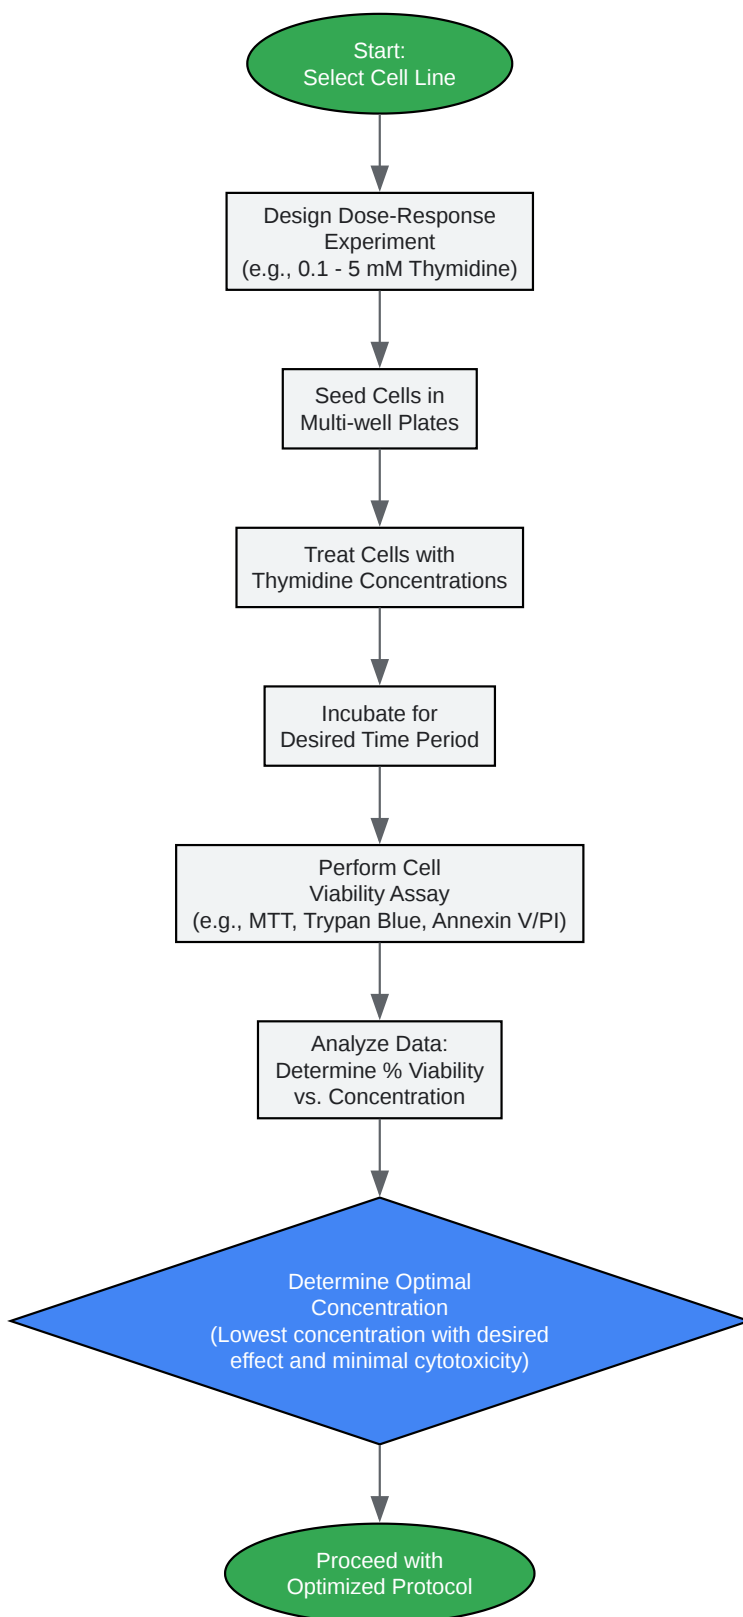 Start:
Select Cell Line
Design Dose-Response
Experiment
(e.g., 0.1 - 5 mM Thymidine)
Seed Cells in
Multi-well Plates
Treat Cells with
Thymidine Concentrations
Incubate for
Desired Time Period
Perform Cell
Viability Assay
(e.g., MTT, Trypan Blue, Annexin V/PI)
Analyze Data:
Determine % Viability
vs. Concentration
Determine Optimal
Concentration
(Lowest concentration with desired
effect and minimal cytotoxicity)
Proceed with
Optimized Protocol